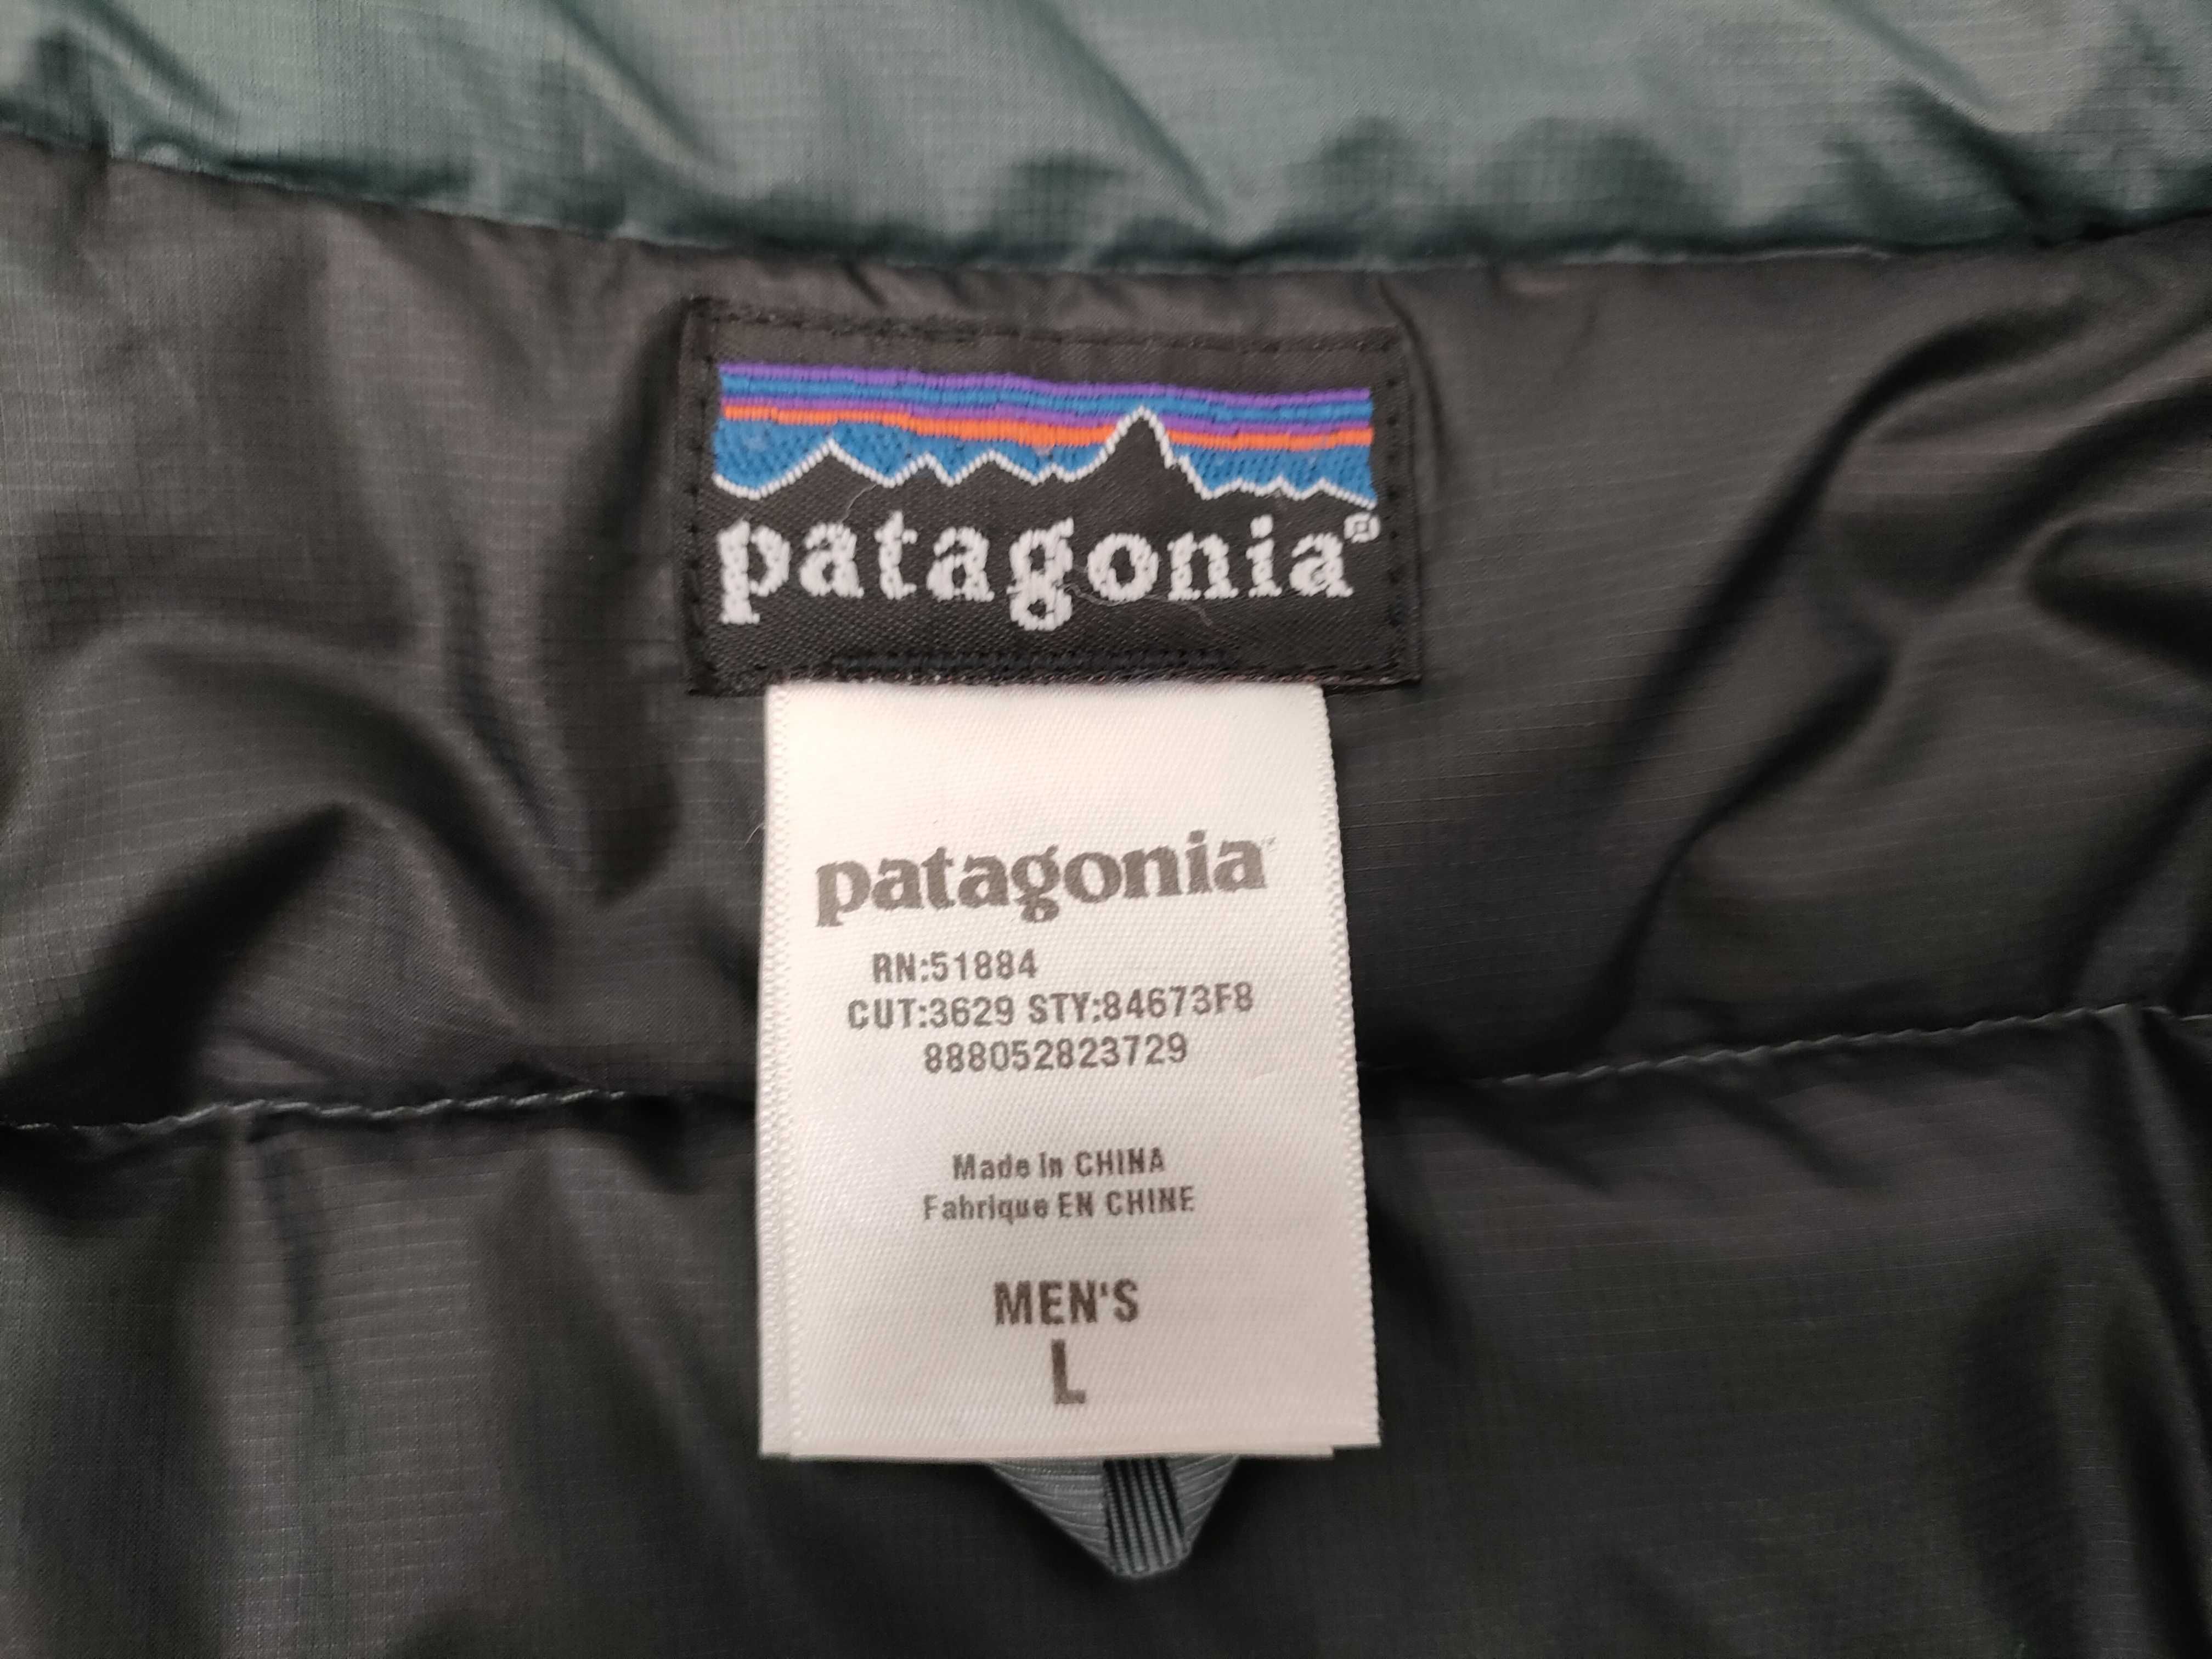 patagonia®
patagonia
RN:51884
CUT:3629 STY:84673F8
888052823729
Made in CHINA
Fabrique EN CHINE
MEN'S
L